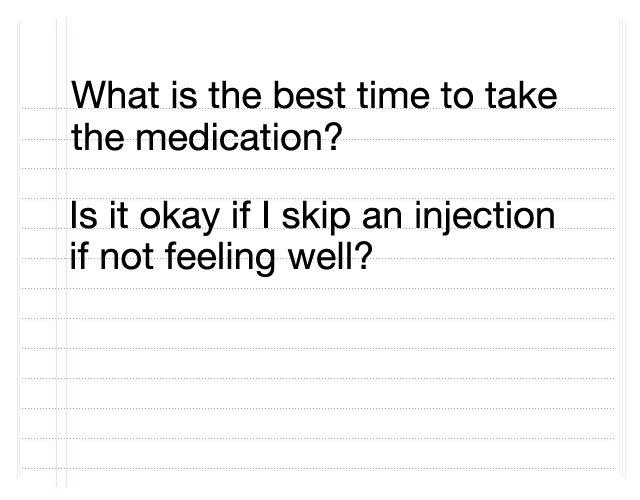 What is the best time to take
the medication?
Is it okay if I skip an injection
if not feeling well?